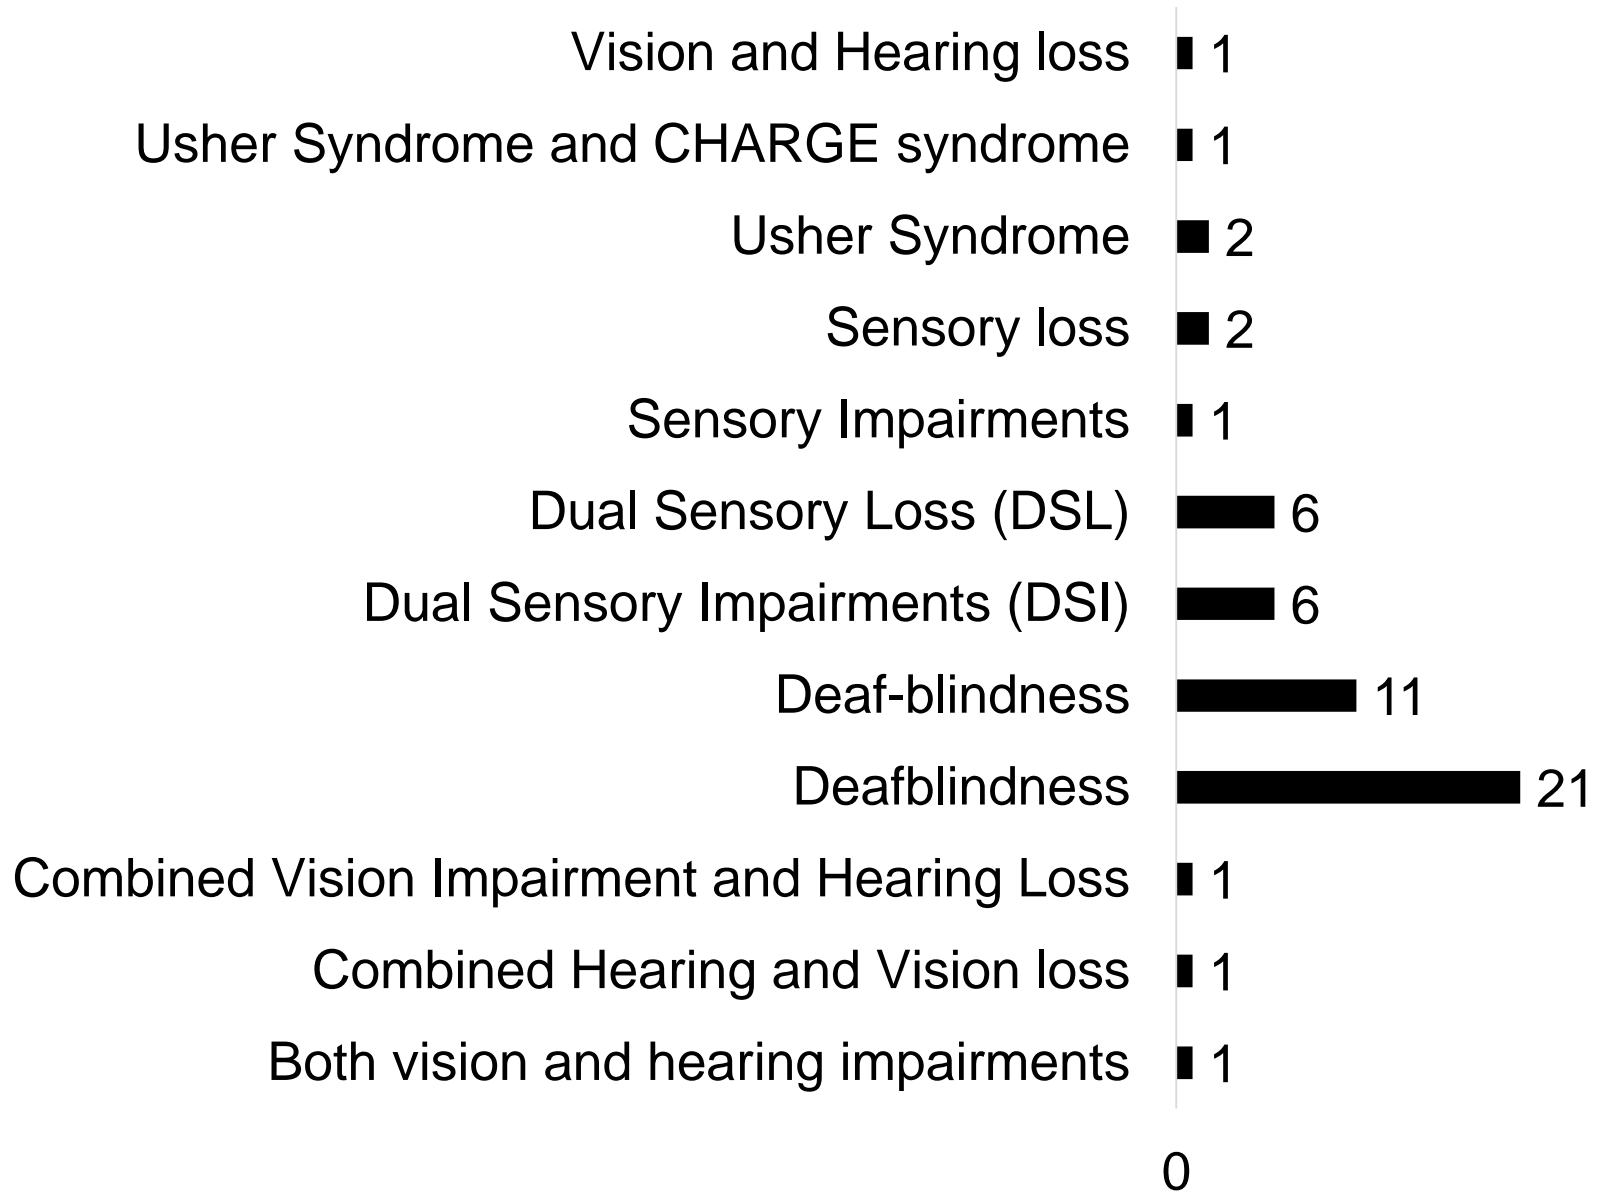 Vision and Hearing loss 1
Usher Syndrome and CHARGE syndrome 1
Usher Syndrome 2
Sensory loss 2
Sensory Impairments 1
Dual Sensory Loss (DSL) 6
Dual Sensory Impairments (DSI) 6
Deaf-blindness 11
Deafblindness 21
Combined Vision Impairment and Hearing Loss 1
Combined Hearing and Vision loss 1
Both vision and hearing impairments 1
0